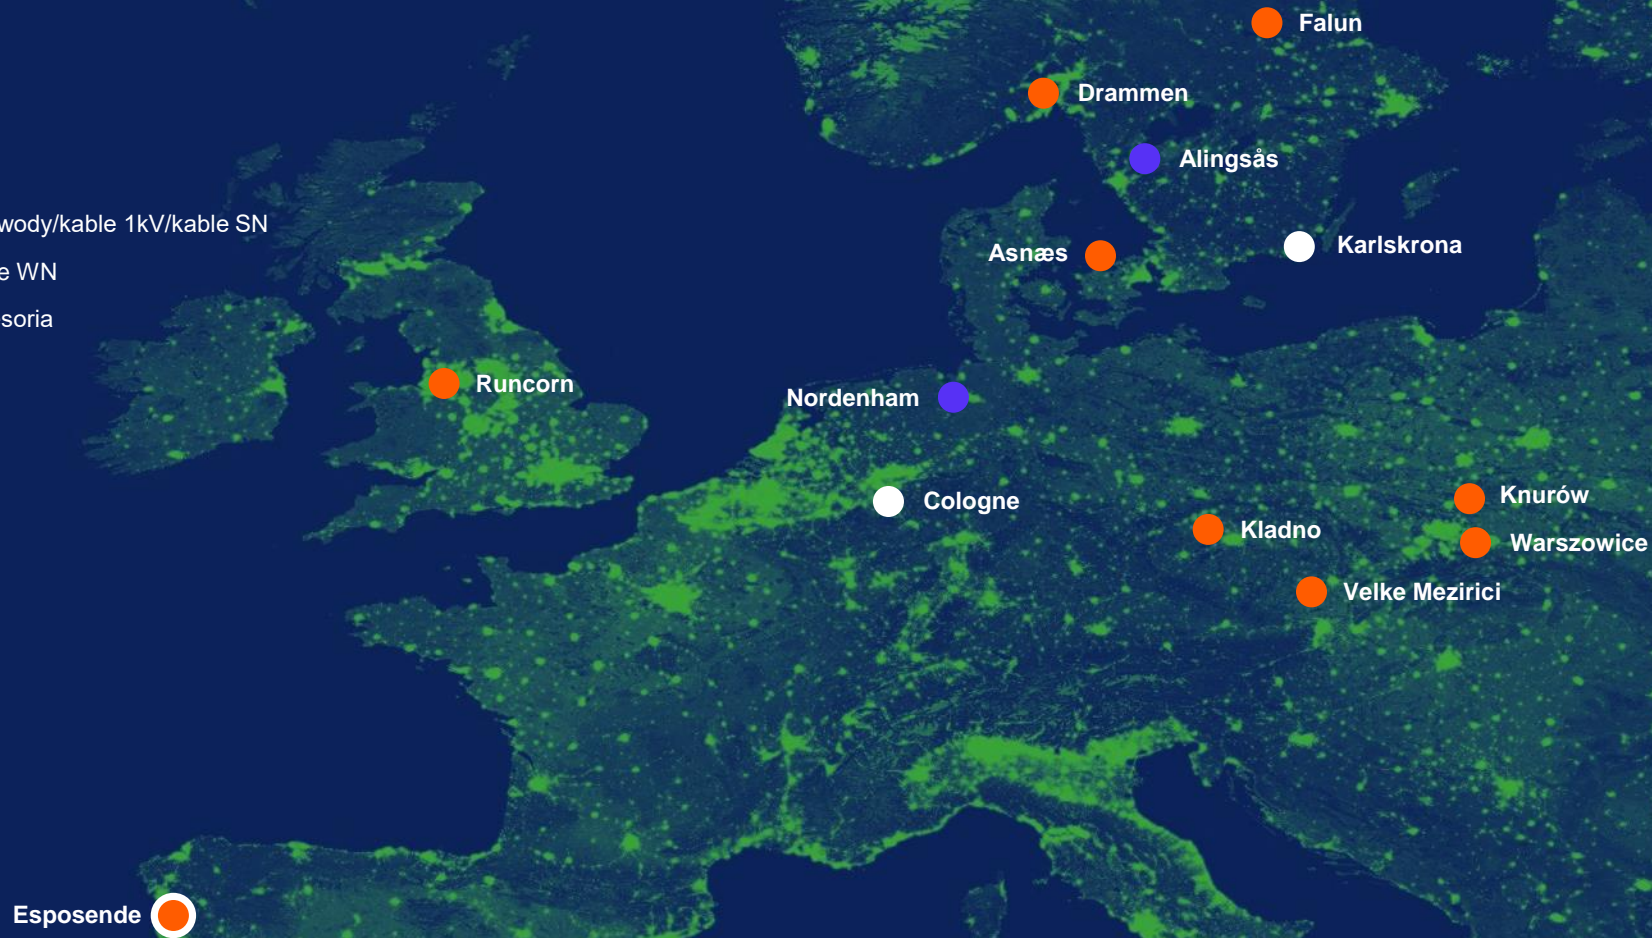 Falun
Drammen
Alingsås
wody/kable 1kV/kable SN
Karlskrona
Asnæs
e WN
soria
Runcorn
Nordenham
Cologne
Knurów
Kladno
Warszowice
Velke Mezirici
Esposende